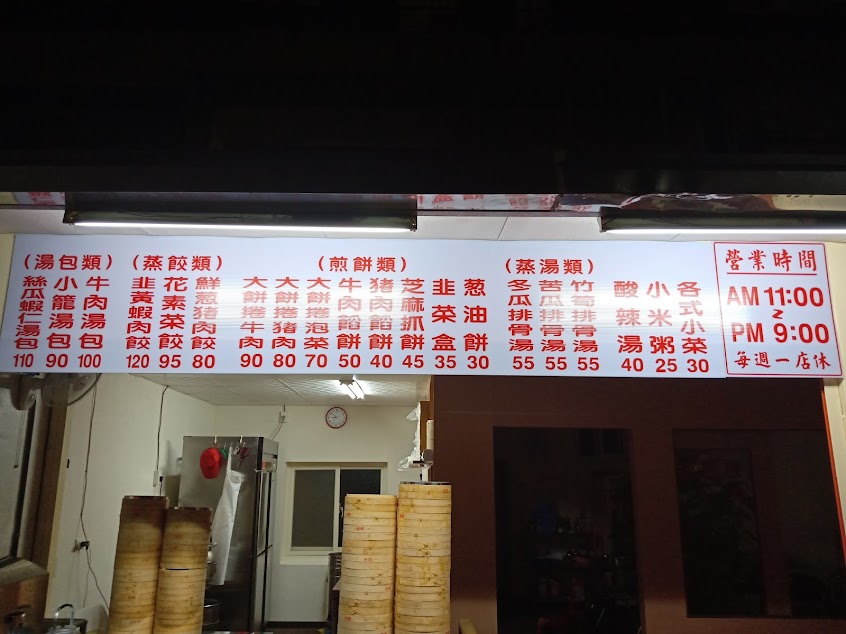 （湯包類）
絲瓜蝦仁湯包 110
小籠湯包 90
牛肉湯包 100
（蒸餃類）
韭黃蝦肉餃 120
花素菜餃 95
鮮蔥豬肉餃 80
（煎餅類）
大餅捲牛肉 90
大餅捲豬肉 80
大餅捲泡菜 70
牛肉餡餅 50
豬肉餡餅 40
芝麻抓餅 45
韭菜盒 35
葱油餅 30
（蒸湯類）
冬瓜排骨湯 55
苦瓜排骨湯 55
竹筍排骨湯 55
酸辣湯 40
小米粥 25
各式小菜 30
營業時間
AM 11:00
~
PM 9:00
每週一店休